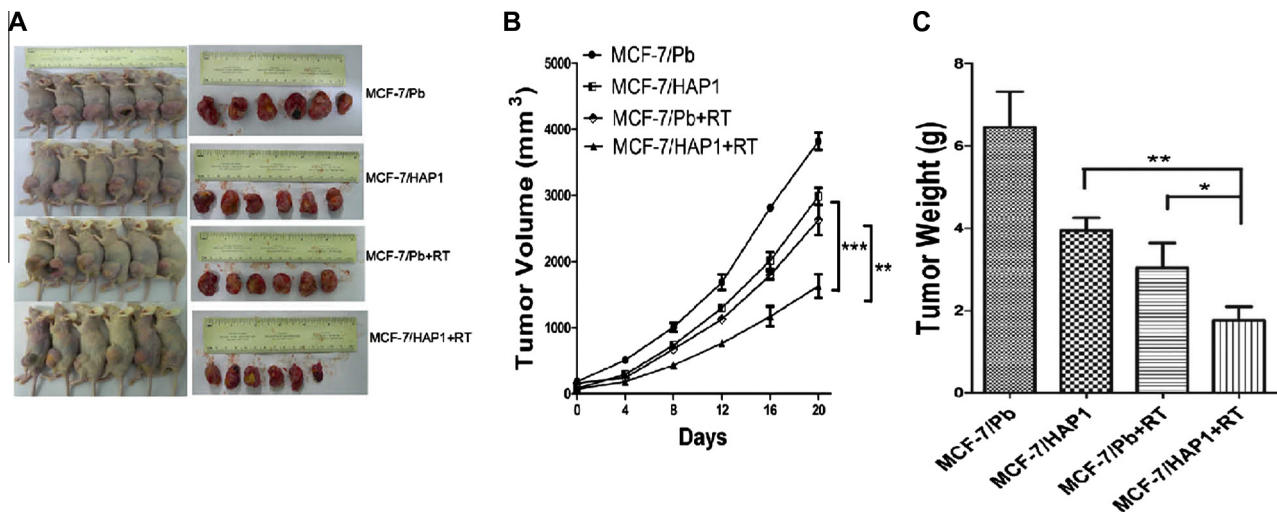 A
MCF-7/Pb
MCF-7/HAP1
MCF-7/Pb+RT
MCF-7/HAP1+RT
B
MCF-7/Pb
MCF-7/HAP1
MCF-7/Pb+RT
MCF-7/HAP1+RT
Tumor Volume (mm³)
5000
4000
3000
2000
1000
0
0 4 8 12 16 20
Days
***
**
C
Tumor Weight (g)
8
6
4
2
0
**
*
MCF-7/Pb
MCF-7/HAP1
MCF-7/Pb+RT
MCF-7/HAP1+RT